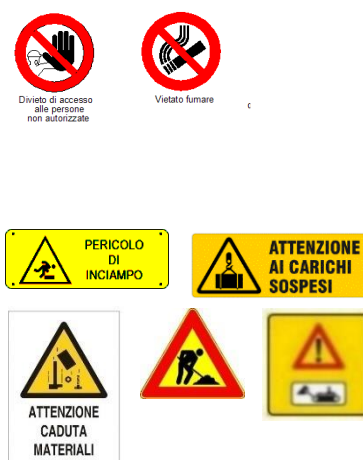 Divieto di accesso
alle persone
non autorizzate
Vietato fumare
PERICOLO
DI
INCIAMPO
ATTENZIONE
AI CARICHI
SOSPESI
ATTENZIONE
CADUTA
MATERIALI